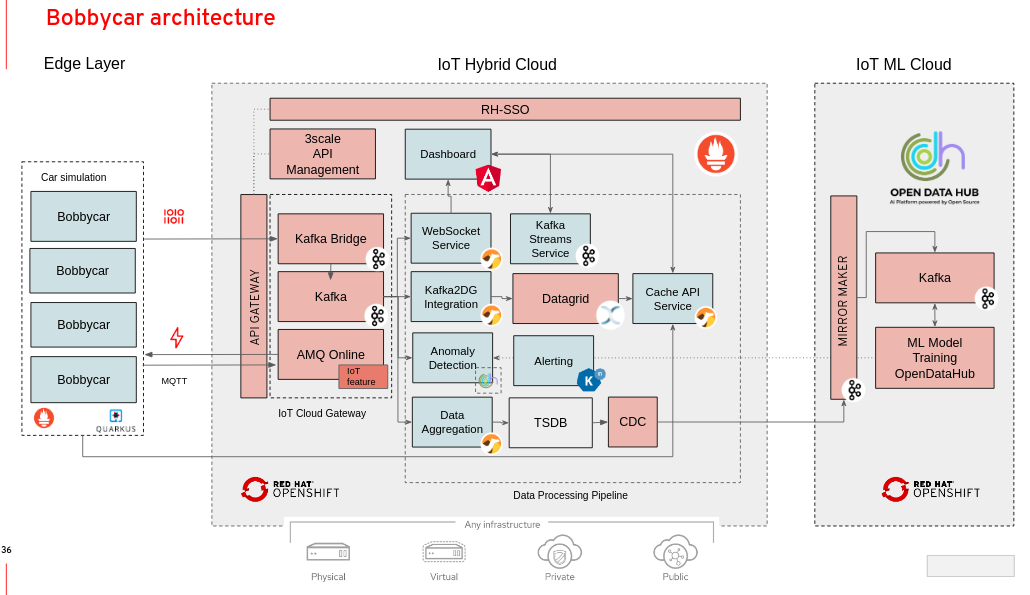 Bobbycar architecture
Edge Layer
IoT Hybrid Cloud
IoT ML Cloud
RH-SSO
3scale
API
Management
Dashboard
A
OPEN DATA HUB
AI Platform powered by Open Source
Car simulation
Bobbycar
Bobbycar
Bobbycar
Bobbycar
QUARKUS
1010
11011
MQTT
API GATEWAY
Kafka Bridge
Kafka
AMQ Online
IoT
feature
IoT Cloud Gateway
WebSocket
Service
Kafka
Streams
Service
Kafka2DG
Integration
Datagrid
Cache API
Service
Anomaly
Detection
Alerting
K
n
Data
Aggregation
TSDB
CDC
Data Processing Pipeline
MIRROR MAKER
Kafka
ML Model
Training
OpenDataHub
RED HAT
OPENSHIFT
RED HAT
OPENSHIFT
Any infrastructure
Physical
Virtual
Private
Public
36